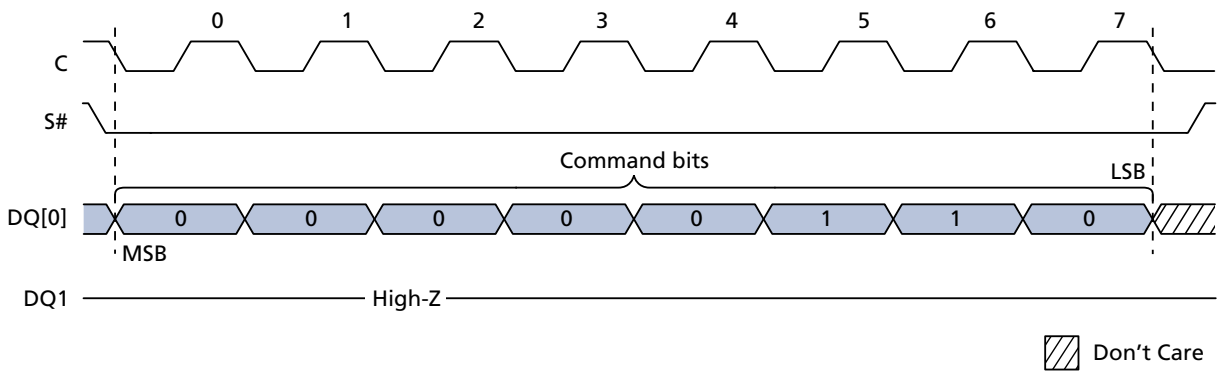 0 1 2 3 4 5 6 7
C
S#
Command bits
LSB
DQ[0] 0 0 0 0 0 1 1 0
MSB
DQ1 High-Z
Don't Care